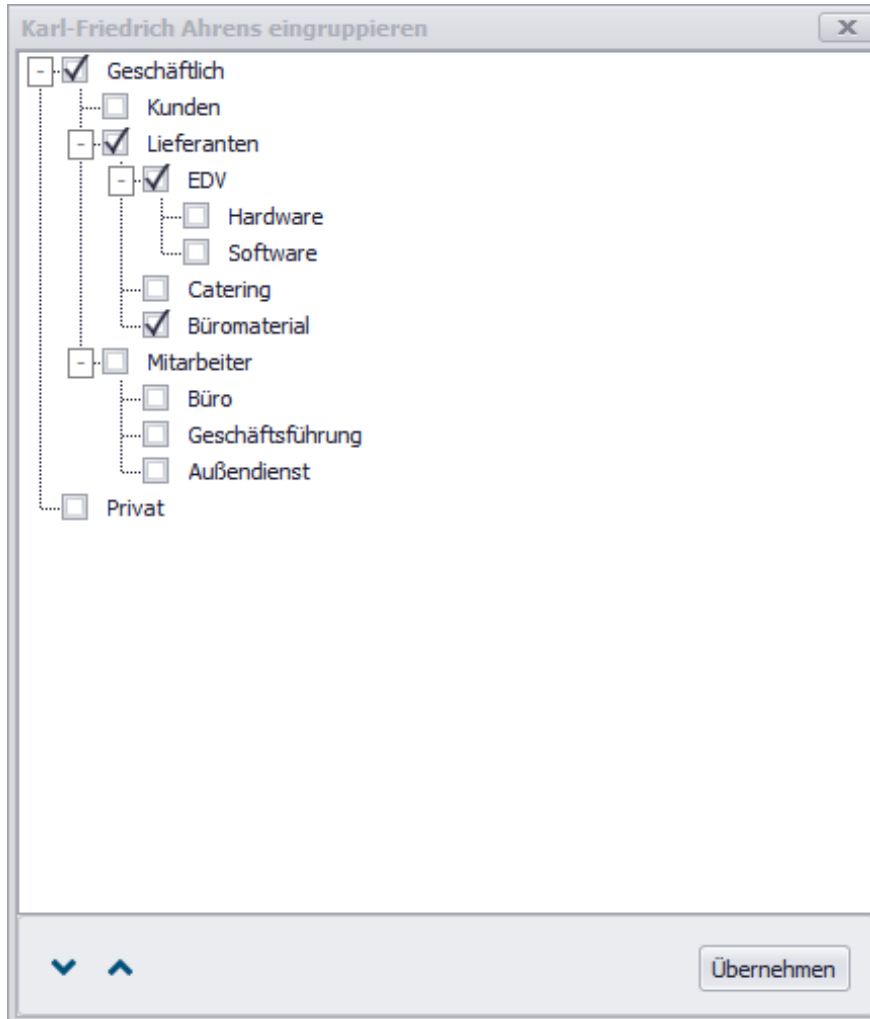 Karl-Friedrich Ahrens eingruppieren
Geschäftlich
Kunden
Lieferanten
EDV
Hardware
Software
Catering
Büromaterial
Mitarbeiter
Büro
Geschäftsführung
Außendienst
Privat
Übernehmen